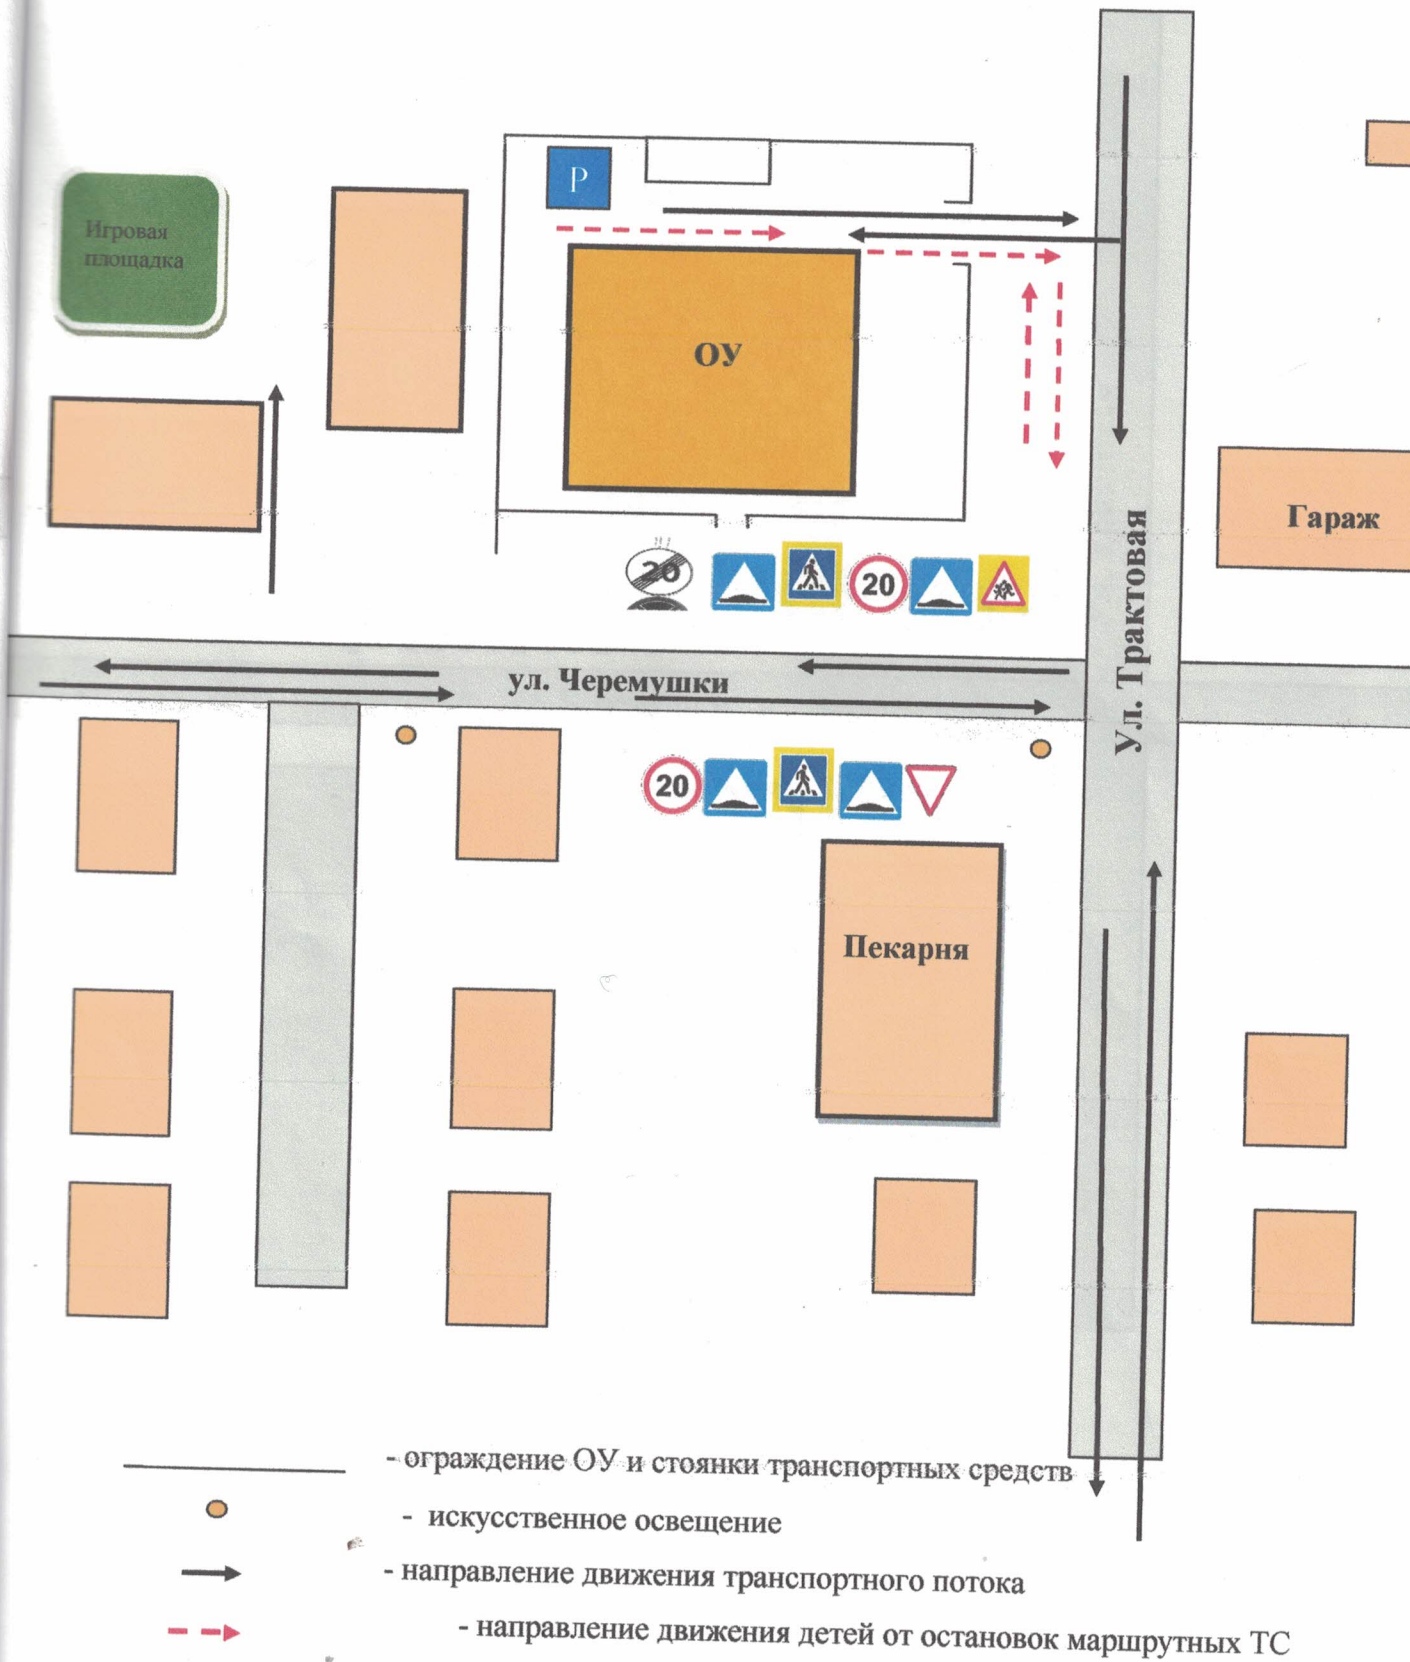 P
Игровая
площадка
ОУ
Гараж
20
20
Ул. Трактовая
ул. Черемушки
20
Пекарня
- ограждение ОУ и стоянки транспортных средств
- искусственное освещение
- направление движения транспортного потока
- направление движения детей от остановок маршрутных ТС